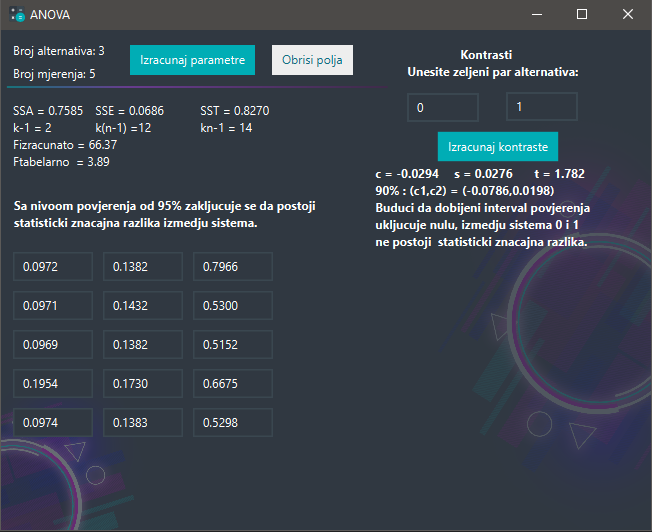 ANOVA
Broj alternativa: 3
Broj mjerenja: 5
Izracunaj parametre
Obrisi polja
SSA = 0.7585 SSE = 0.0686 SST = 0.8270
k-1 = 2 k(n-1) =12 kn-1 = 14
Fizracunato = 66.37
Ftabelarno = 3.89
Sa nivoom povjerenja od 95% zakljucuje se da postoji
statisticki znacajna razlika izmedju sistema.
0.0972 0.1382 0.7966
0.0971 0.1432 0.5300
0.0969 0.1382 0.5152
0.1954 0.1730 0.6675
0.0974 0.1383 0.5298
Kontrasti
Unesite zeljeni par alternativa:
0 1
Izracunaj kontraste
c = -0.0294 s = 0.0276 t = 1.782
90% : (c1,c2) = (-0.0786,0.0198)
Buduci da dobijeni interval povjerenja
ukljucuje nulu, izmedju sistema 0 i 1
ne postoji statisticki znacajna razlika.